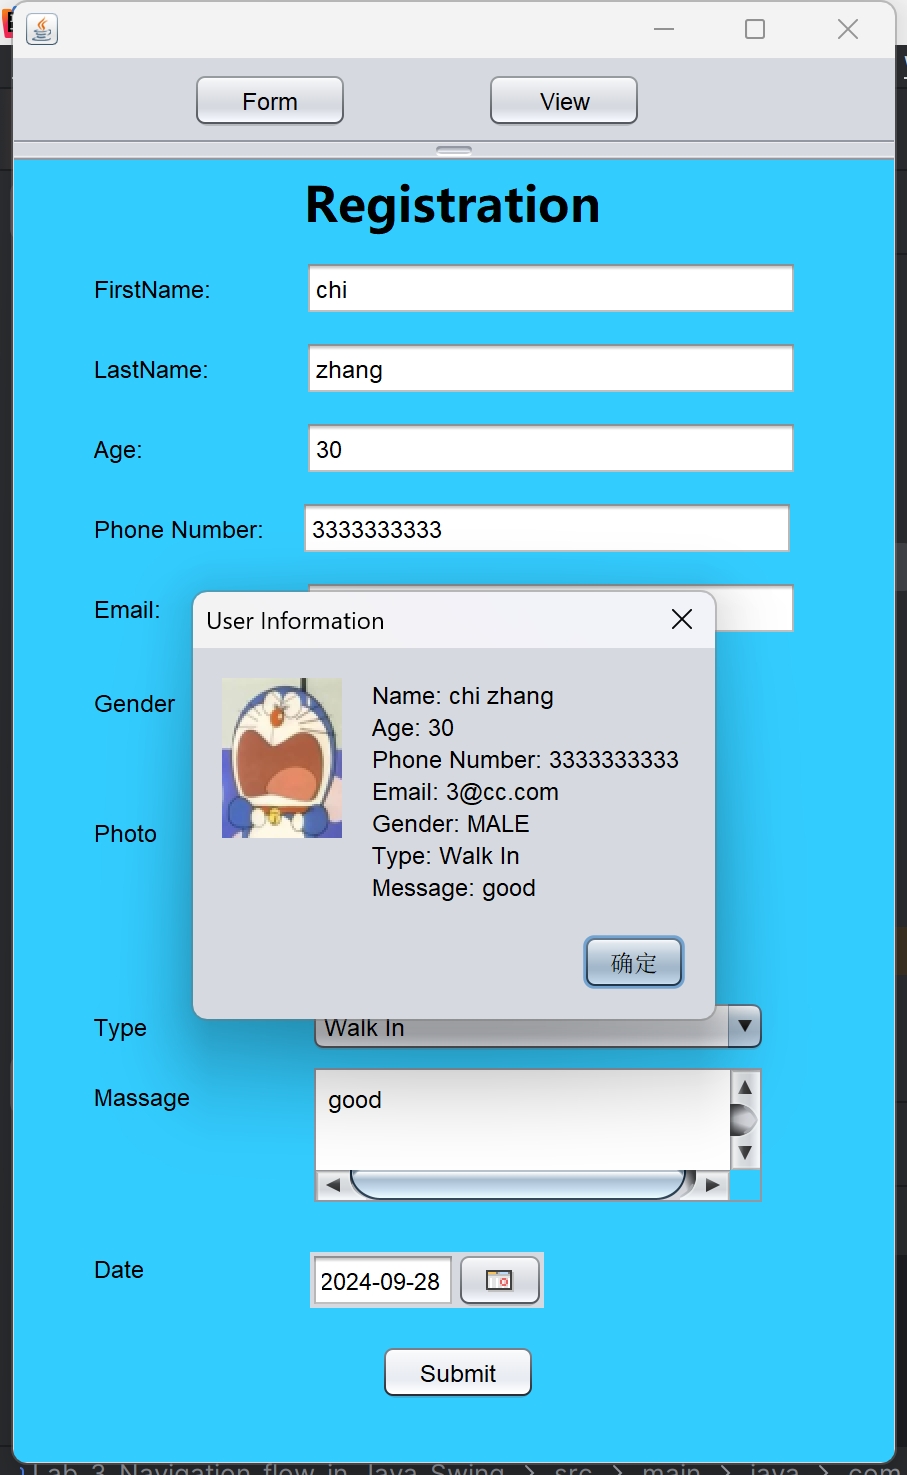 Form View
Registration
FirstName: chi
LastName: zhang
Age: 30
Phone Number: 3333333333
Email:
User Information
Gender
Photo
Name: chi zhang
Age: 30
Phone Number: 3333333333
Email: 3@cc.com
Gender: MALE
Type: Walk In
Message: good
确定
Type Walk In
Massage good
Date 2024-09-28
Submit
Lab 3 Navigation flow in Java Swing > src > main > java > com